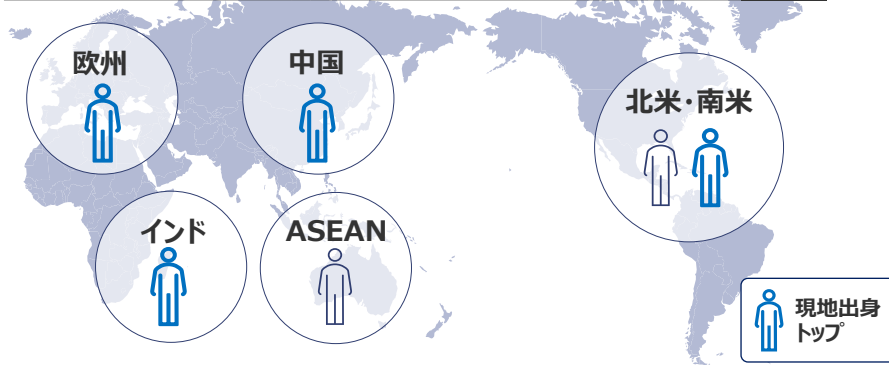 欧州
中国
北米・南米
インド
ASEAN
現地出身
トップ